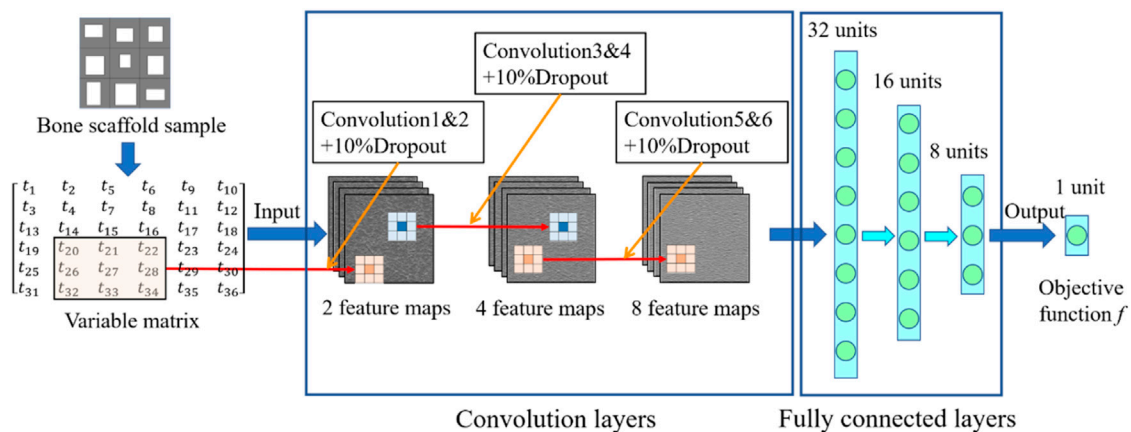 Bone scaffold sample
t₁ t₂ t₅ t₆ t₉ t₁₀
t₃ t₄ t₇ t₈ t₁₁ t₁₂
t₁₃ t₁₄ t₁₅ t₁₆ t₁₇ t₁₈
t₁₉ t₂₀ t₂₁ t₂₂ t₂₃ t₂₄
t₂₅ t₂₆ t₂₇ t₂₈ t₂₉ t₃₀
t₃₁ t₃₂ t₃₃ t₃₄ t₃₅ t₃₆
Variable matrix
Input
Convolution1&2
+10%Dropout
Convolution3&4
+10%Dropout
Convolution5&6
+10%Dropout
2 feature maps
4 feature maps
8 feature maps
Convolution layers
32 units
16 units
8 units
Fully connected layers
Output
1 unit
Objective
function f